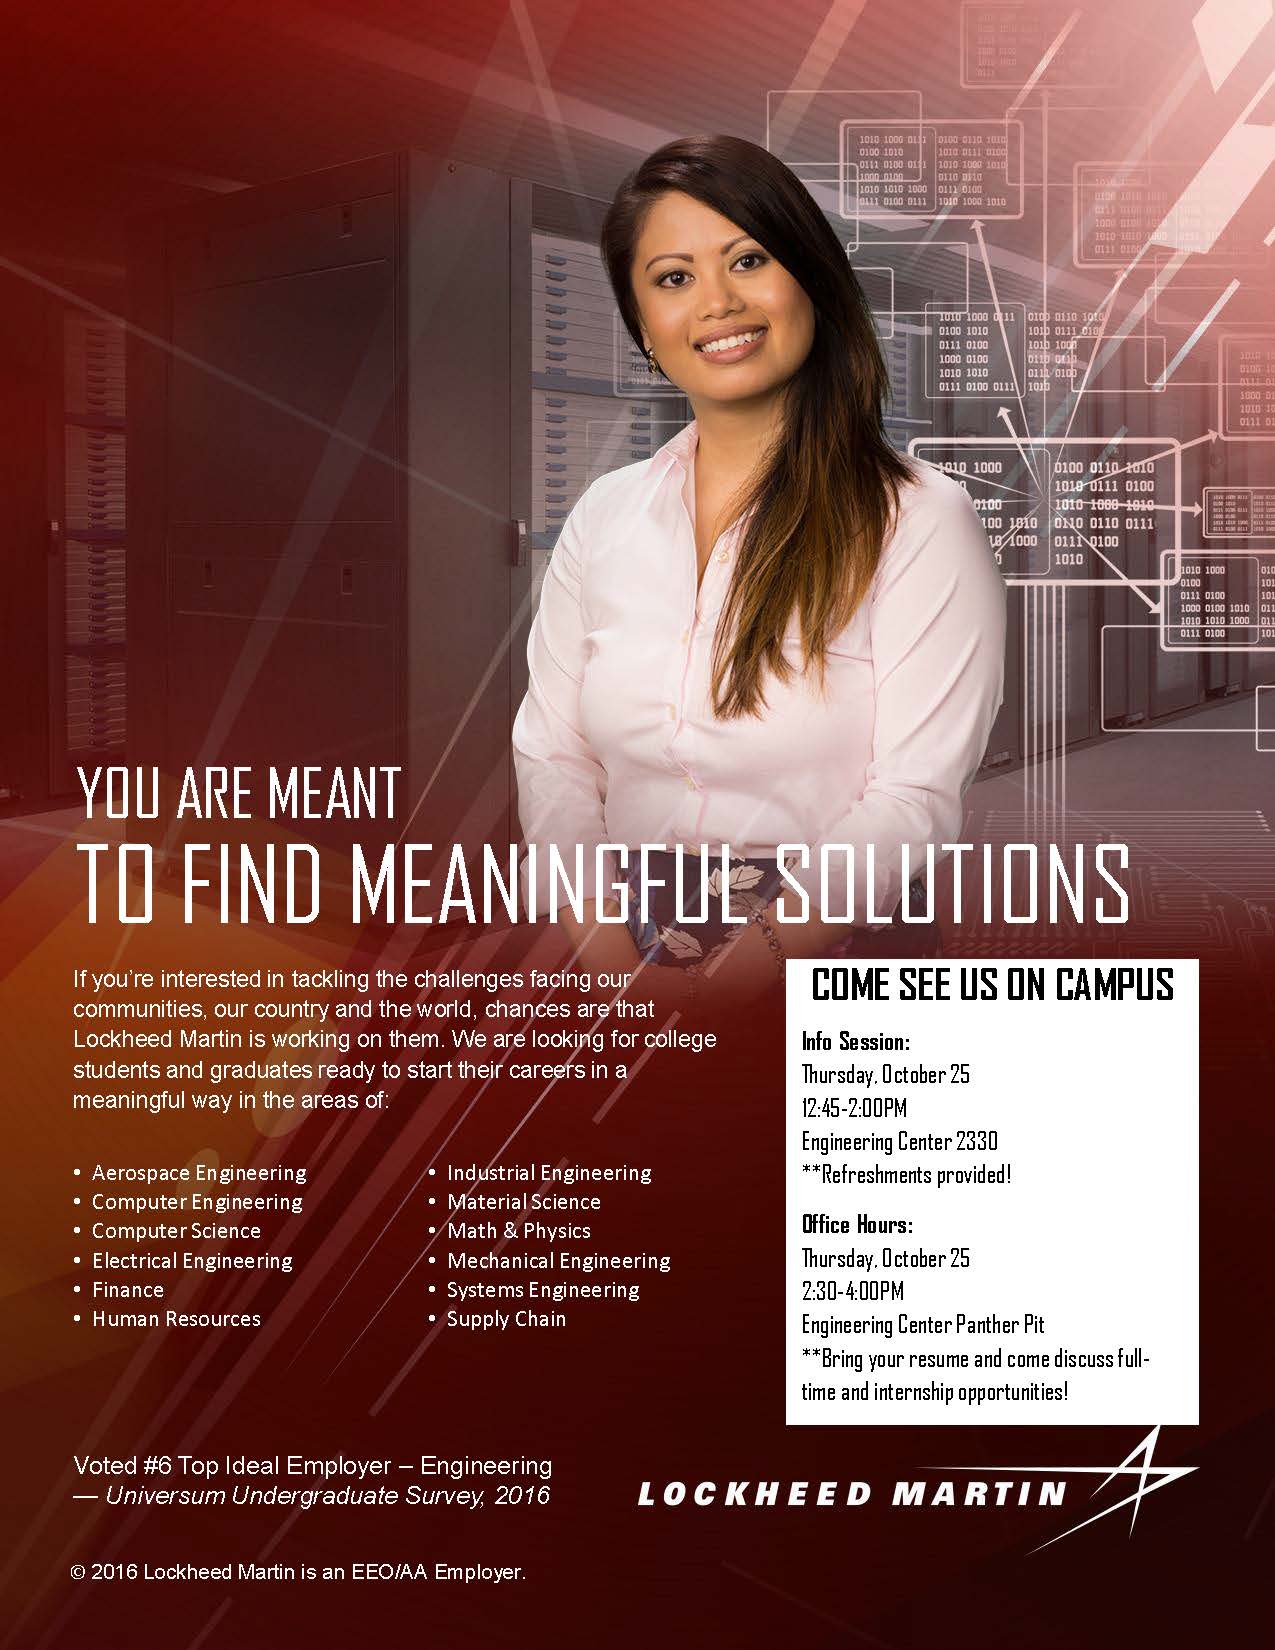 YOU ARE MEANT
TO FIND MEANINGFUL SOLUTIONS
If you're interested in tackling the challenges facing our
communities, our country and the world, chances are that
Lockheed Martin is working on them. We are looking for college
students and graduates ready to start their careers in a
meaningful way in the areas of:
• Aerospace Engineering
• Computer Engineering
• Computer Science
• Electrical Engineering
• Finance
• Human Resources
• Industrial Engineering
• Material Science
• Math & Physics
• Mechanical Engineering
• Systems Engineering
• Supply Chain
COME SEE US ON CAMPUS
Info Session:
Thursday, October 25
12:45-2:00PM
Engineering Center 2330
**Refreshments provided!
Office Hours:
Thursday, October 25
2:30-4:00PM
Engineering Center Panther Pit
**Bring your resume and come discuss full-
time and internship opportunities!
Voted #6 Top Ideal Employer – Engineering
— Universum Undergraduate Survey, 2016
LOCKHEED MARTIN
© 2016 Lockheed Martin is an EEO/AA Employer.